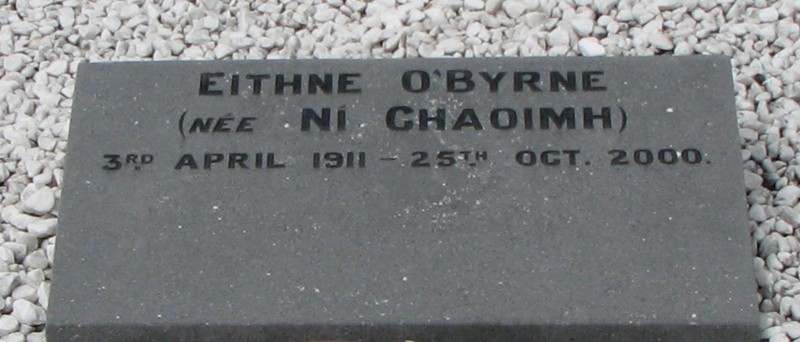 EITHNE O'BYRNE
(NÉE NÍ CHAOIMH)
3RD APRIL 1911 – 25TH OCT. 2000.